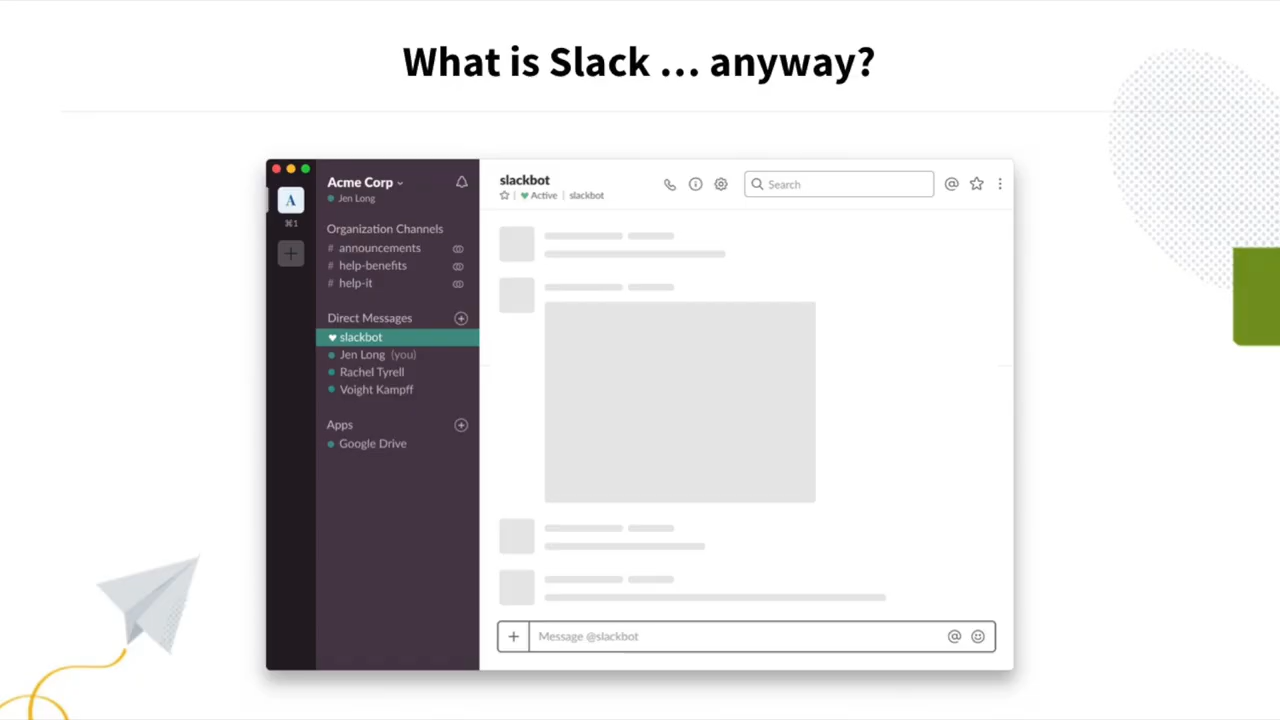 What is Slack ... anyway?
A
⌘1
+
Acme Corp
Jen Long
Organization Channels
# announcements
# help-benefits
# help-it
Direct Messages
slackbot
Jen Long (you)
Rachel Tyrell
Voight Kampff
Apps
Google Drive
slackbot
Active | slackbot
Search
@
+ Message @slackbot @